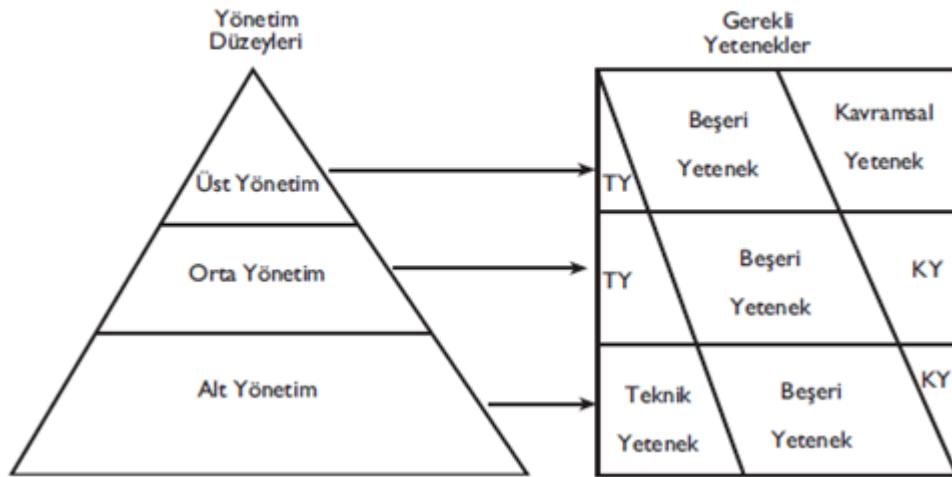 Yönetim
Düzeyleri
Üst Yönetim
Orta Yönetim
Alt Yönetim
Gerekli
Yetenekler
Beşeri
Yetenek
Kavramsal
Yetenek
TY
TY
Beşeri
Yetenek
KY
Teknik
Yetenek
Beşeri
Yetenek
KY